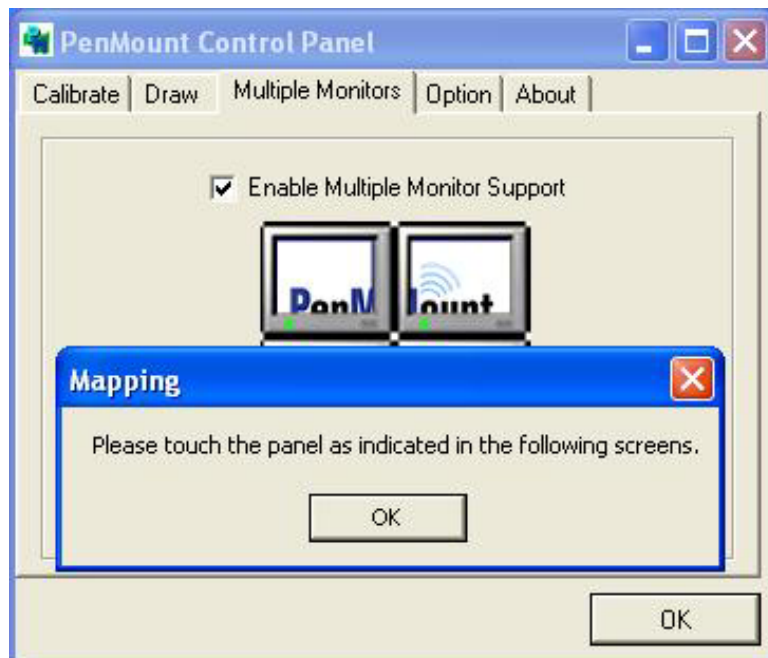 PenMount Control Panel
Calibrate Draw Multiple Monitors Option About
Enable Multiple Monitor Support
PenMount
Mapping
Please touch the panel as indicated in the following screens.
OK
OK